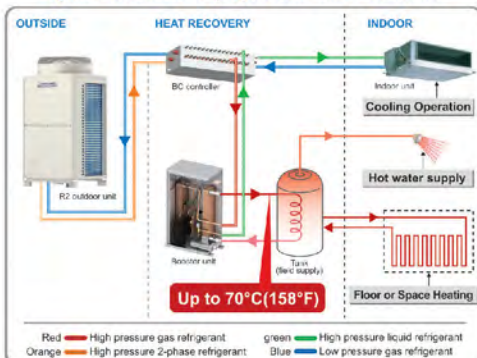 OUTSIDE
HEAT RECOVERY
INDOOR
BC controller
Indoor unit
Cooling Operation
R2 outdoor unit
Hot water supply
Booster unit
Tank
(field supply)
Floor or Space Heating
Up to 70°C(158°F)
Red High pressure gas refrigerant
green High pressure liquid refrigerant
Orange High pressure 2-phase refrigerant
Blue Low pressure gas refrigerant